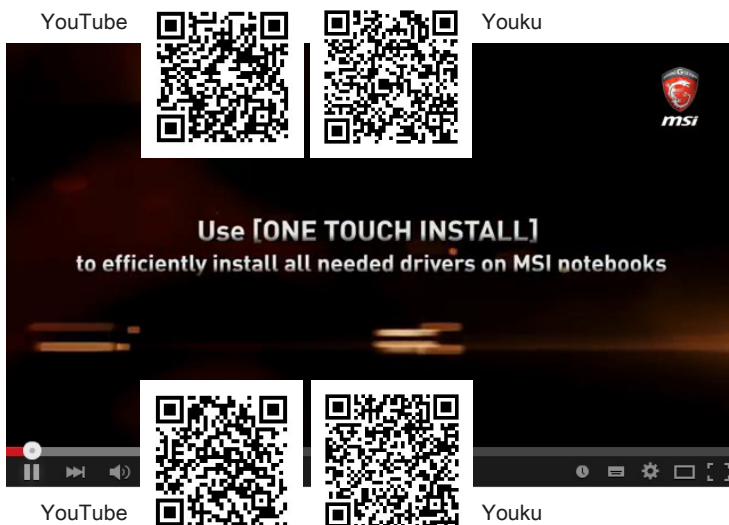 YouTube
Youku
msi
Use [ONE TOUCH INSTALL]
to efficiently install all needed drivers on MSI notebooks
YouTube
Youku